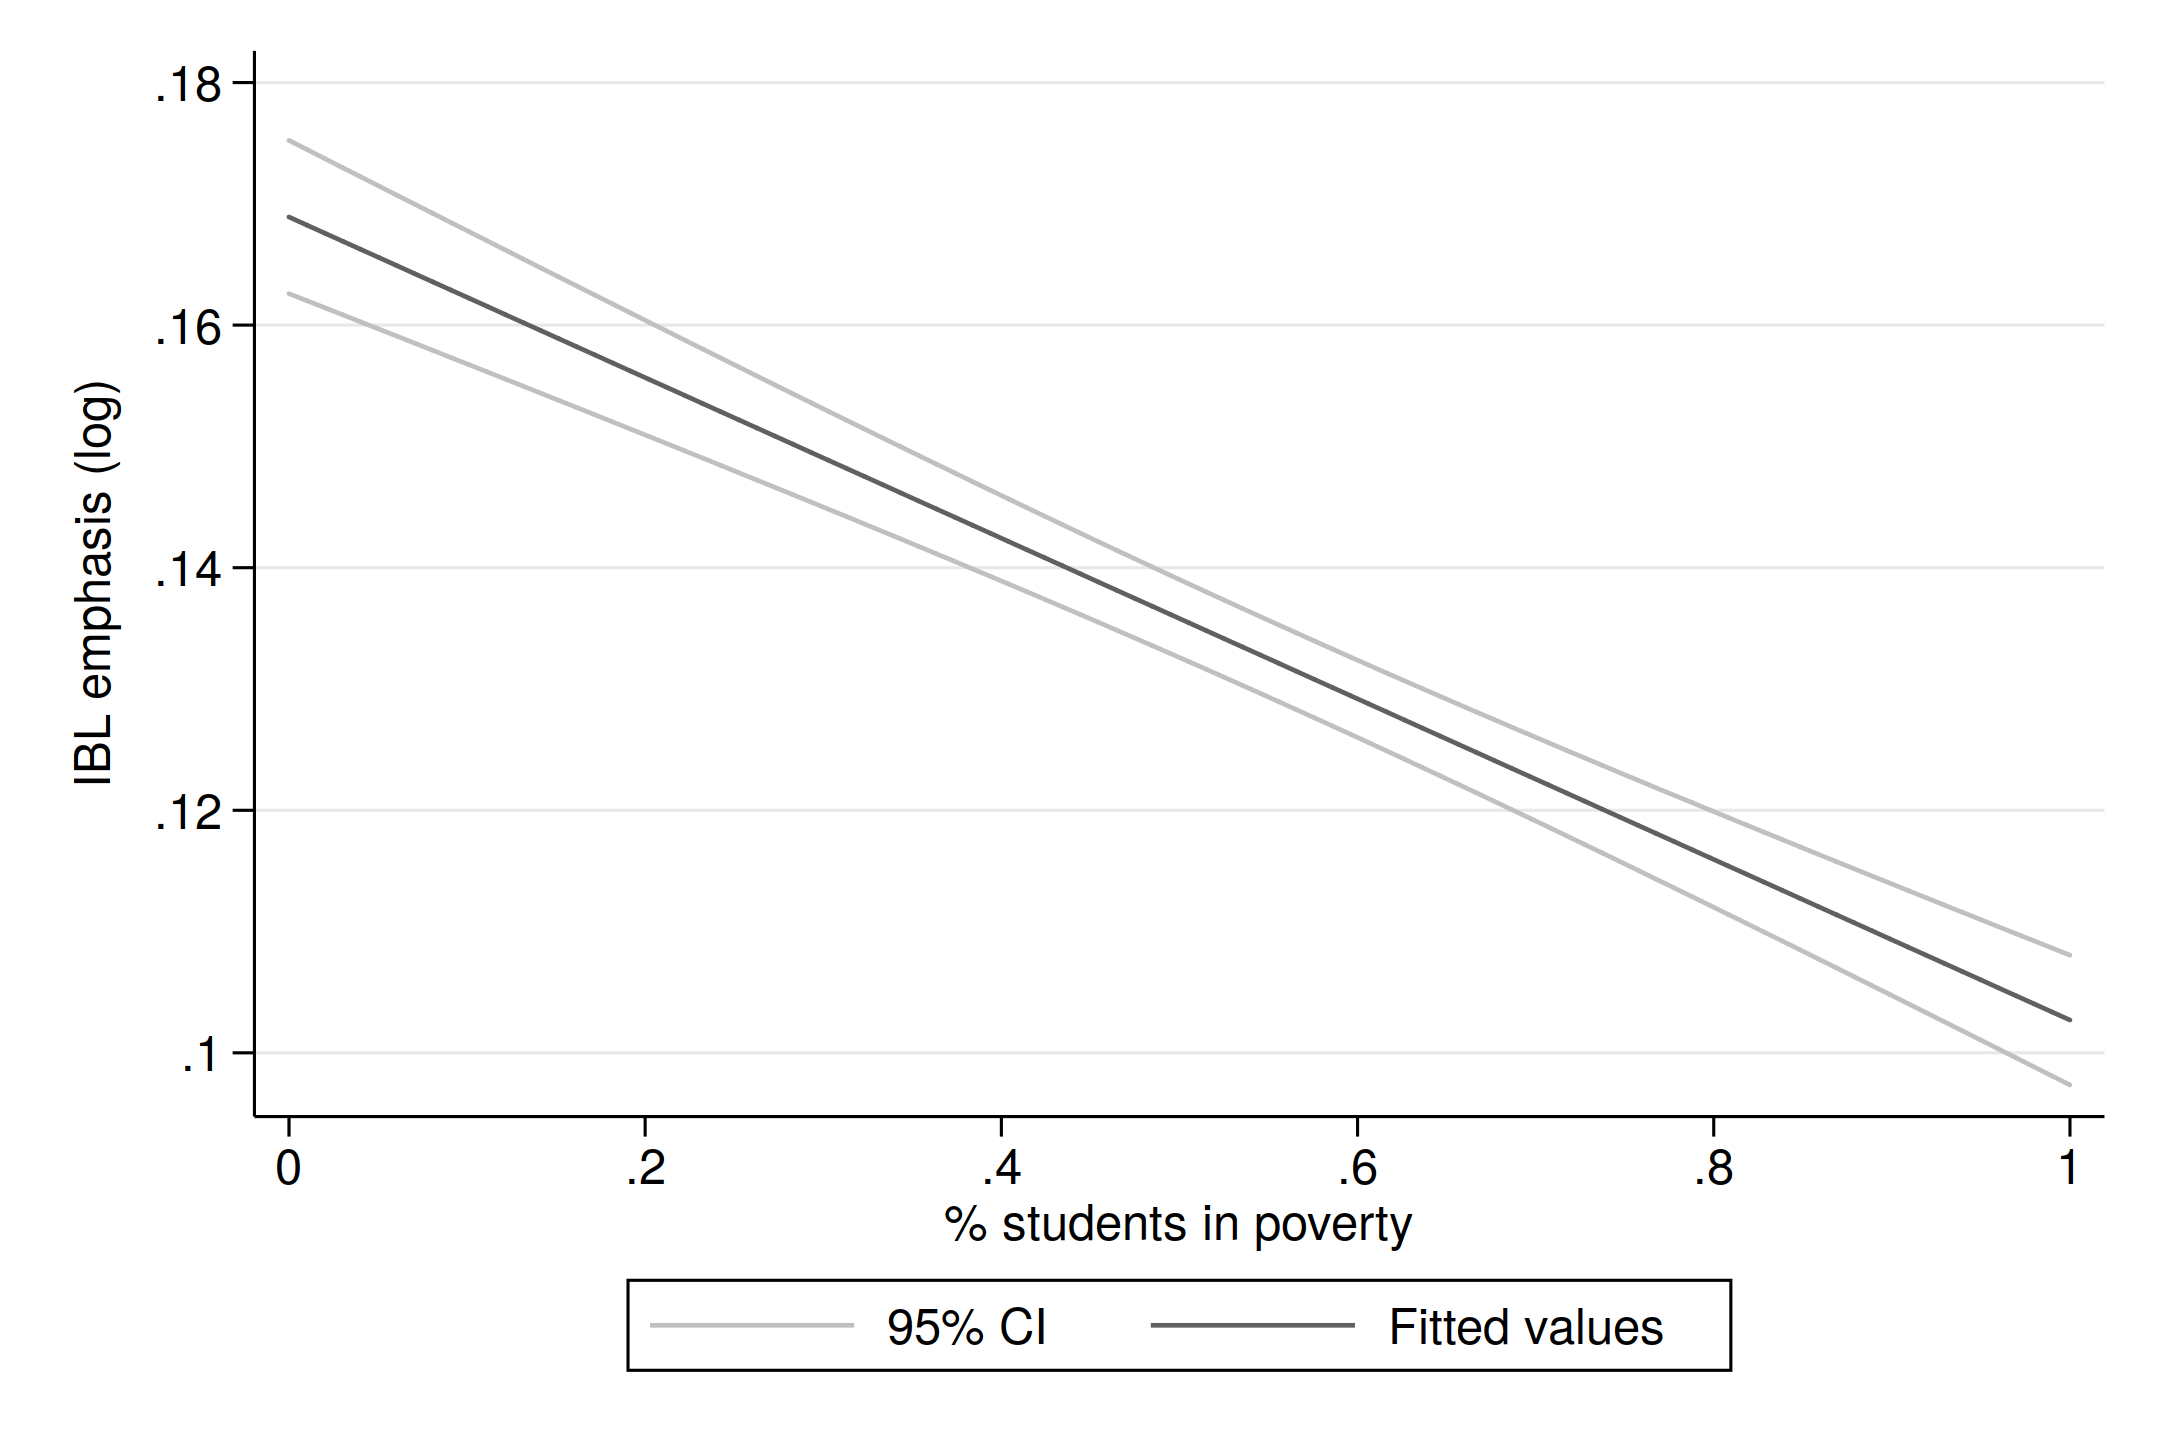 .18
.16
.14
.12
.1
IBL emphasis (log)
0 .2 .4 .6 .8 1
% students in poverty
95% CI Fitted values